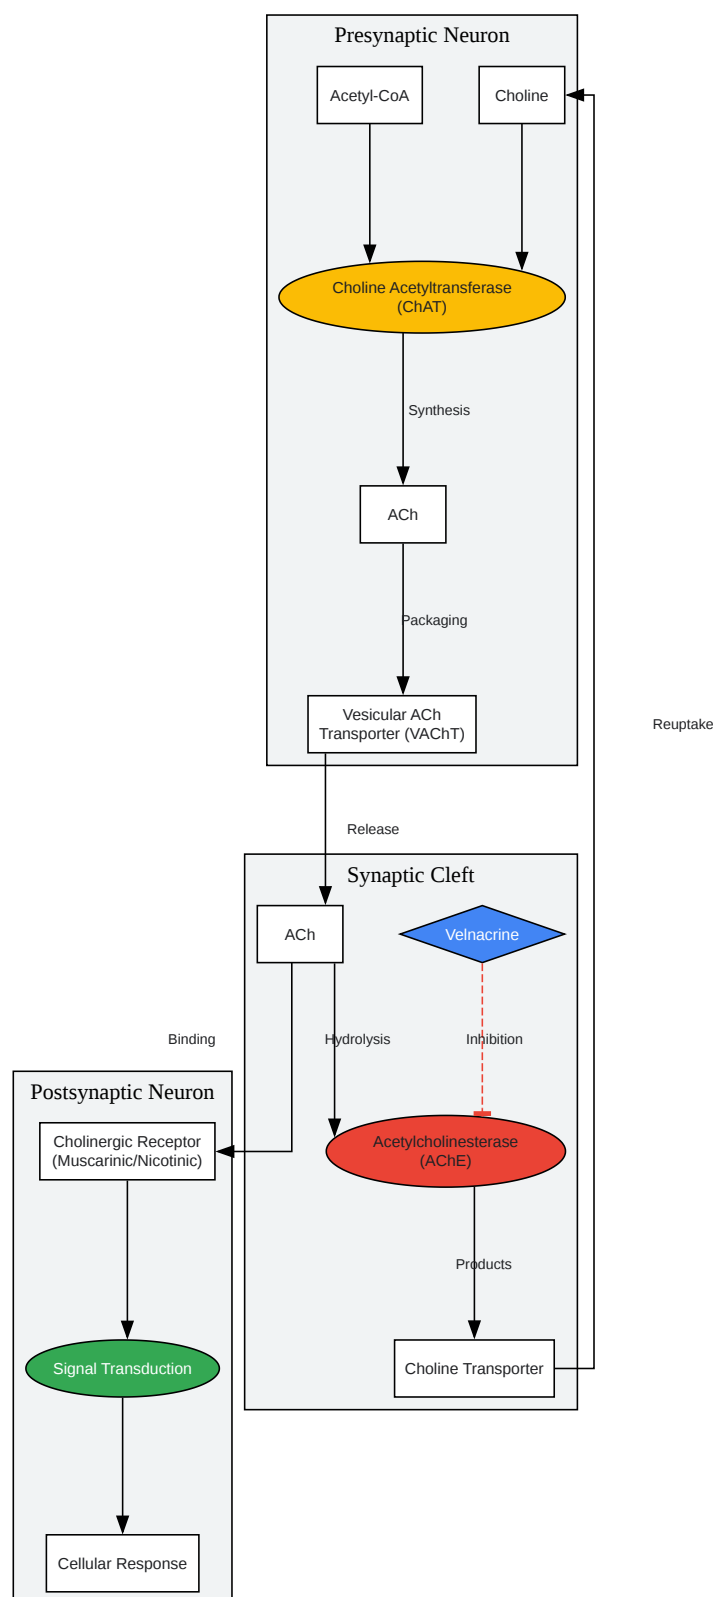 Presynaptic Neuron
Acetyl-CoA
Choline
Choline Acetyltransferase
(ChAT)
Synthesis
ACh
Packaging
Vesicular ACh
Transporter (VAChT)
Reuptake
Release
Synaptic Cleft
ACh
Velnacrine
Binding
Hydrolysis
Inhibition
Postsynaptic Neuron
Cholinergic Receptor
(Muscarinic/Nicotinic)
Acetylcholinesterase
(AChE)
Products
Signal Transduction
Choline Transporter
Cellular Response